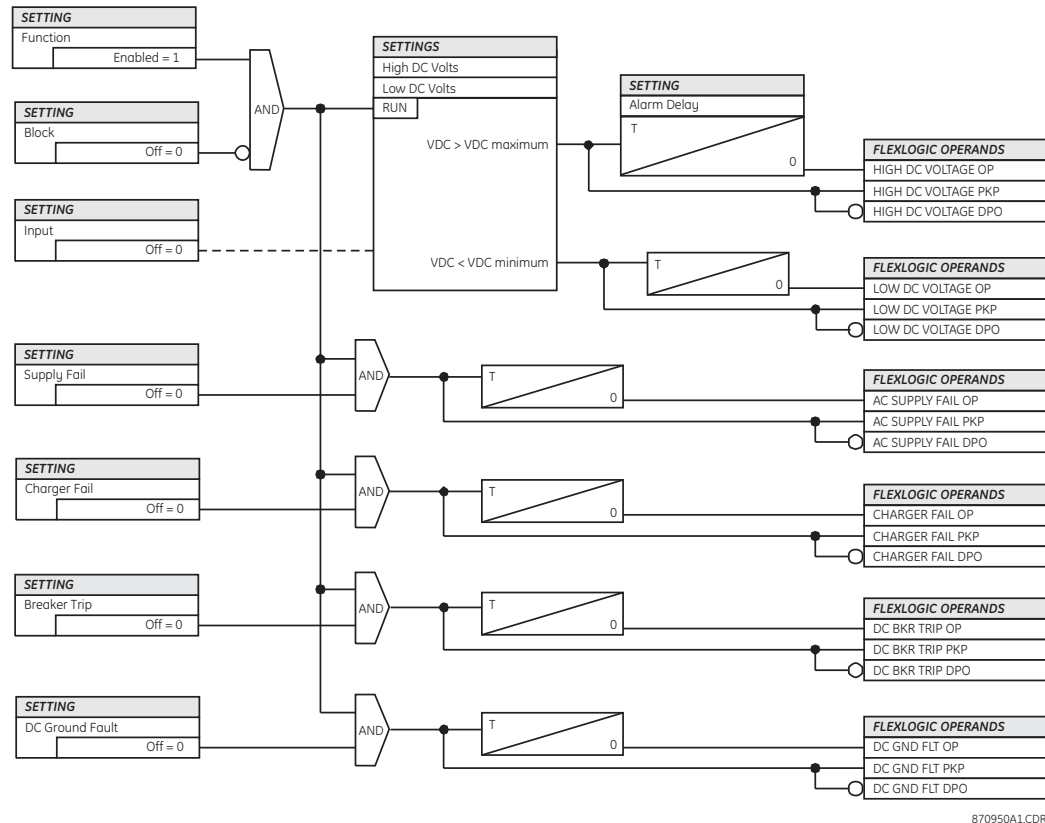 SETTING
Function
Enabled = 1
SETTING
Block
Off = 0
AND
SETTING
Input
Off = 0
SETTINGS
High DC Volts
Low DC Volts
RUN
VDC > VDC maximum
VDC < VDC minimum
SETTING
Alarm Delay
T
0
FLEXLOGIC OPERANDS
HIGH DC VOLTAGE OP
HIGH DC VOLTAGE PKP
HIGH DC VOLTAGE DPO
T
0
FLEXLOGIC OPERANDS
LOW DC VOLTAGE OP
LOW DC VOLTAGE PKP
LOW DC VOLTAGE DPO
SETTING
Supply Fail
Off = 0
AND
T
0
FLEXLOGIC OPERANDS
AC SUPPLY FAIL OP
AC SUPPLY FAIL PKP
AC SUPPLY FAIL DPO
SETTING
Charger Fail
Off = 0
AND
T
0
FLEXLOGIC OPERANDS
CHARGER FAIL OP
CHARGER FAIL PKP
CHARGER FAIL DPO
SETTING
Breaker Trip
Off = 0
AND
T
0
FLEXLOGIC OPERANDS
DC BKR TRIP OP
DC BKR TRIP PKP
DC BKR TRIP DPO
SETTING
DC Ground Fault
Off = 0
AND
T
0
FLEXLOGIC OPERANDS
DC GND FLT OP
DC GND FLT PKP
DC GND FLT DPO
870950A1.CDR